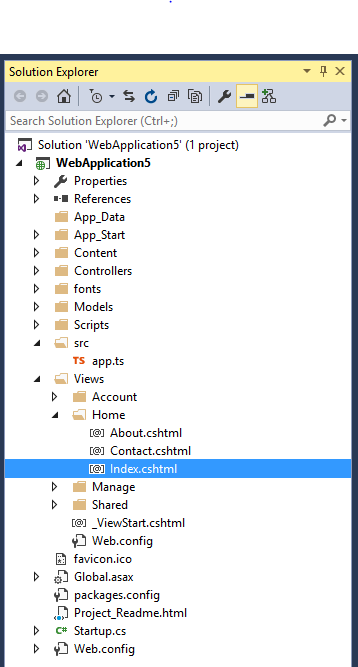 Solution Explorer
Search Solution Explorer (Ctrl+;)
Solution 'WebApplication5' (1 project)
WebApplication5
Properties
References
App_Data
App_Start
Content
Controllers
fonts
Models
Scripts
src
TS app.ts
Views
Account
Home
[@] About.cshtml
[@] Contact.cshtml
[@] Index.cshtml
Manage
Shared
[@] _ViewStart.cshtml
Web.config
favicon.ico
Global.asax
packages.config
Project_Readme.html
C# Startup.cs
Web.config